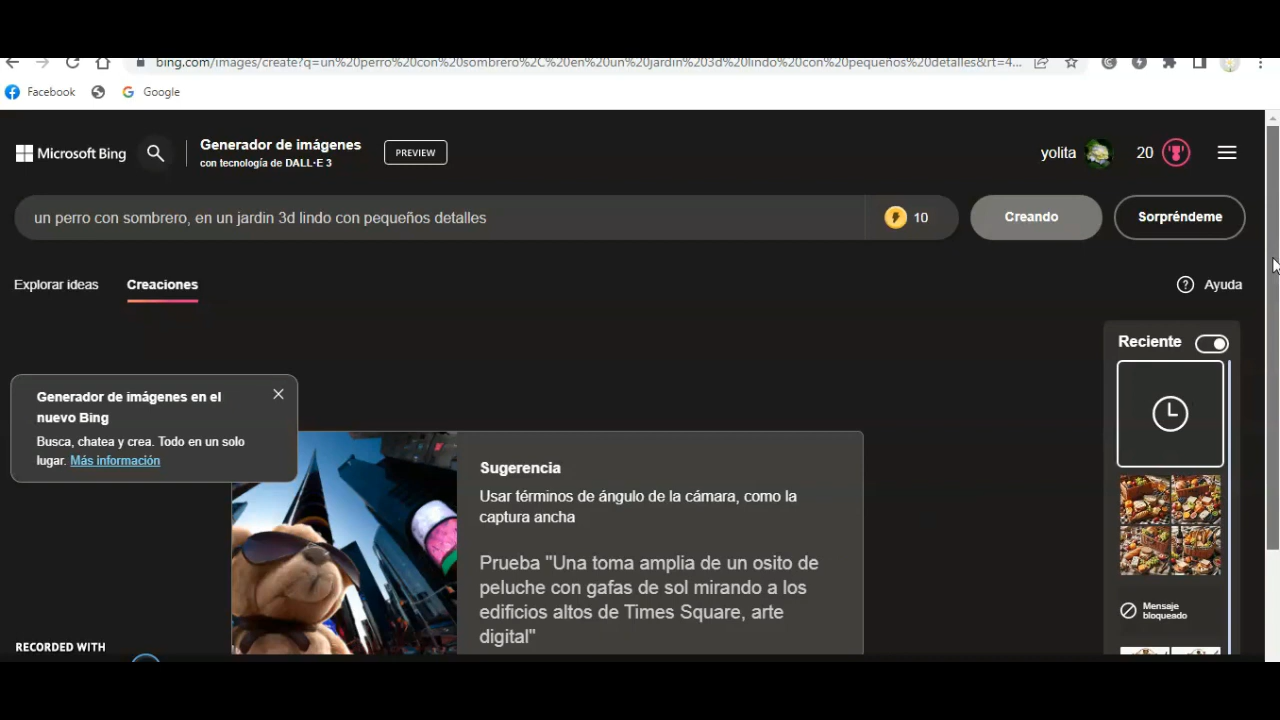 bing.com/images/create?q=un%20perro%20con%20sombrero%2C%20en%20un%20jardin%203d%20lindo%20con%20pequeños%20detalles&rt=4...
Facebook
Google
Microsoft Bing
Generador de imágenes
con tecnología de DALL·E 3
PREVIEW
yolita
20
un perro con sombrero, en un jardin 3d lindo con pequeños detalles
10
Creando
Sorpréndeme
Explorar ideas
Creaciones
Ayuda
Reciente
Generador de imágenes en el
nuevo Bing
Busca, chatea y crea. Todo en un solo
lugar. Más información
Sugerencia
Usar términos de ángulo de la cámara, como la
captura ancha
Prueba "Una toma amplia de un osito de
peluche con gafas de sol mirando a los
edificios altos de Times Square, arte
digital"
Mensaje
bloqueado
RECORDED WITH